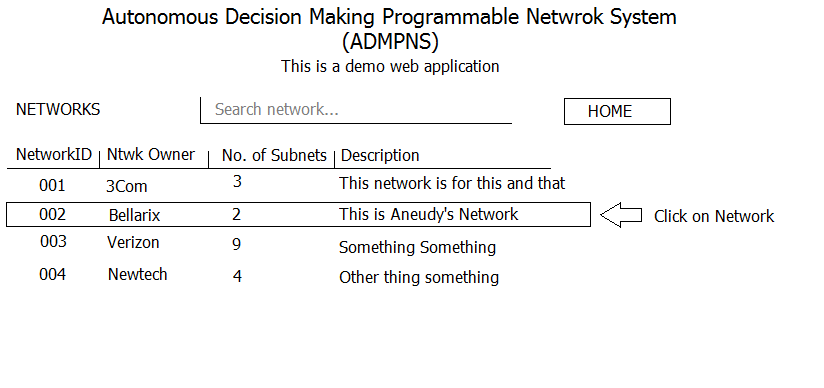 Autonomous Decision Making Programmable Netwrok System
(ADMPNS)
This is a demo web application
NETWORKS Search network... HOME
NetworkID Ntwk Owner No. of Subnets Description
001 3Com 3 This network is for this and that
002 Bellarix 2 This is Aneudy's Network Click on Network
003 Verizon 9 Something Something
004 Newtech 4 Other thing something